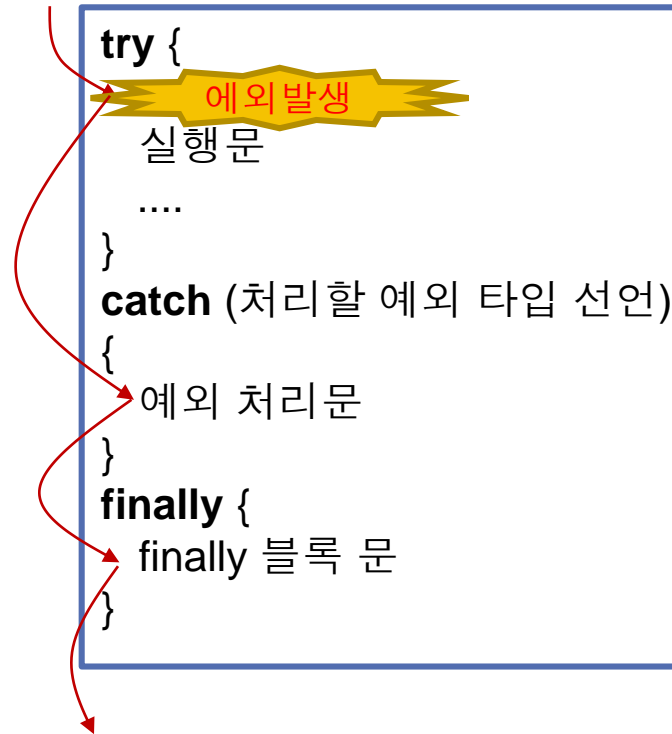 try {
에외발생
실행문
....
}
catch (처리할 예외 타입 선언)
{
예외 처리문
}
finally {
finally 블록 문
}